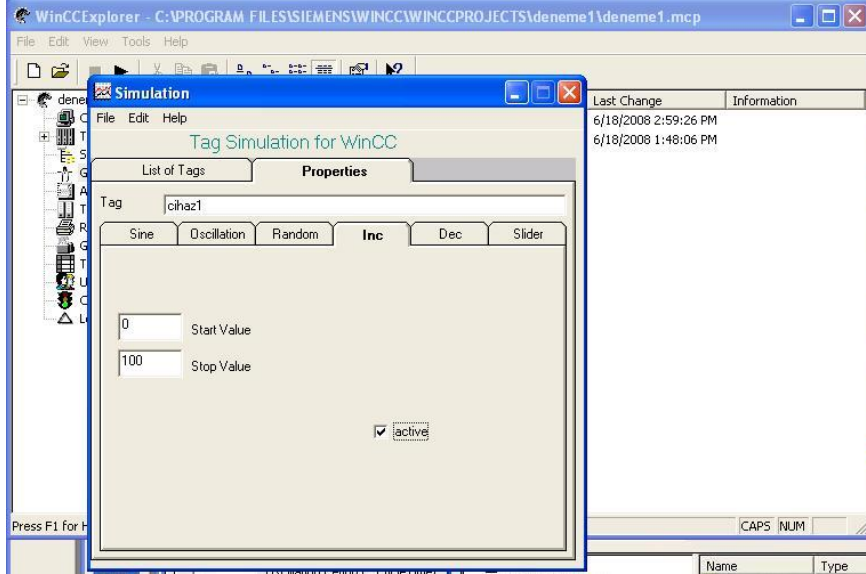 WinCCExplorer - C:\PROGRAM FILES\SIEMENS\WINCC\WINCCPROJECTS\deneme1\deneme1.mcp
File Edit View Tools Help
Simulation
File Edit Help
Tag Simulation for WinCC
List of Tags Properties
Tag cihaz1
Sine Oscillation Random Inc Dec Slider
0 Start Value
100 Stop Value
active
Last Change Information
6/18/2008 2:59:26 PM
6/18/2008 1:48:06 PM
Press F1 for
CAPS NUM
Name Type